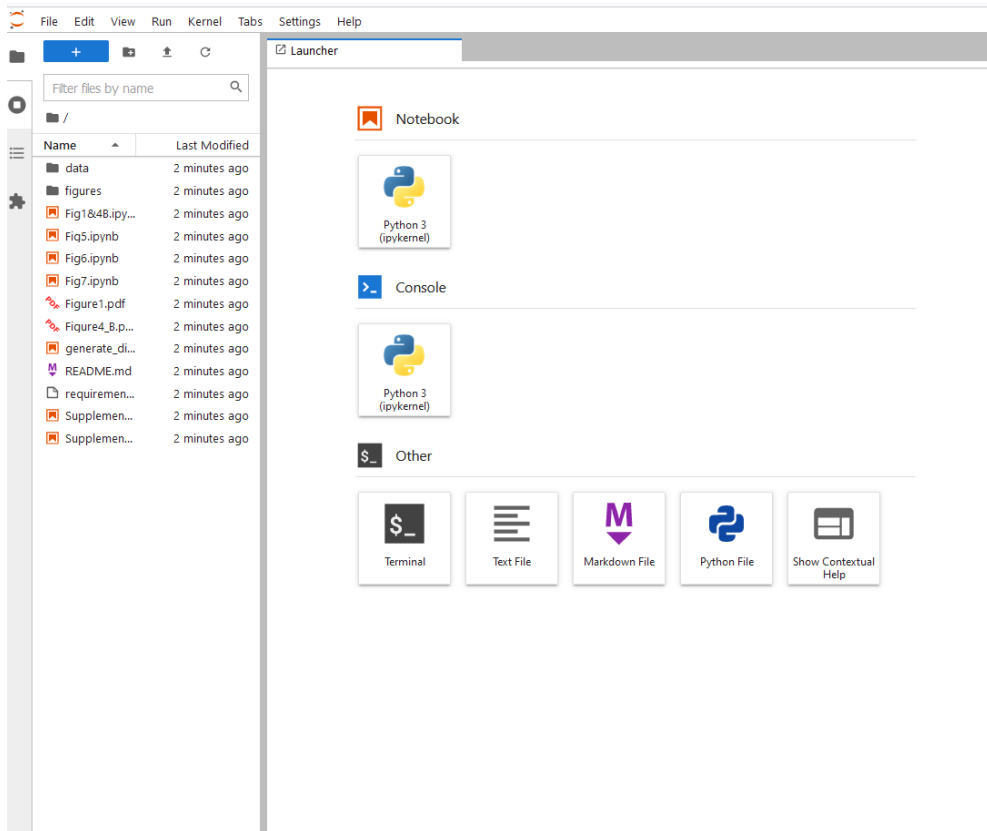 File Edit View Run Kernel Tabs Settings Help
+
Launcher
Filter files by name
/
Name Last Modified
data 2 minutes ago
figures 2 minutes ago
Fig1&4B.ipy... 2 minutes ago
Fig5.ipynb 2 minutes ago
Fig6.ipynb 2 minutes ago
Fig7.ipynb 2 minutes ago
PDF Figure1.pdf 2 minutes ago
PDF Figure4_B.p... 2 minutes ago
generate_di... 2 minutes ago
M README.md 2 minutes ago
requiremen... 2 minutes ago
Supplemen... 2 minutes ago
Supplemen... 2 minutes ago
Notebook
Python 3
(ipykernel)
>_ Console
Python 3
(ipykernel)
$_ Other
$_
Terminal
Text File
M
Markdown File
Python File
Show Contextual
Help